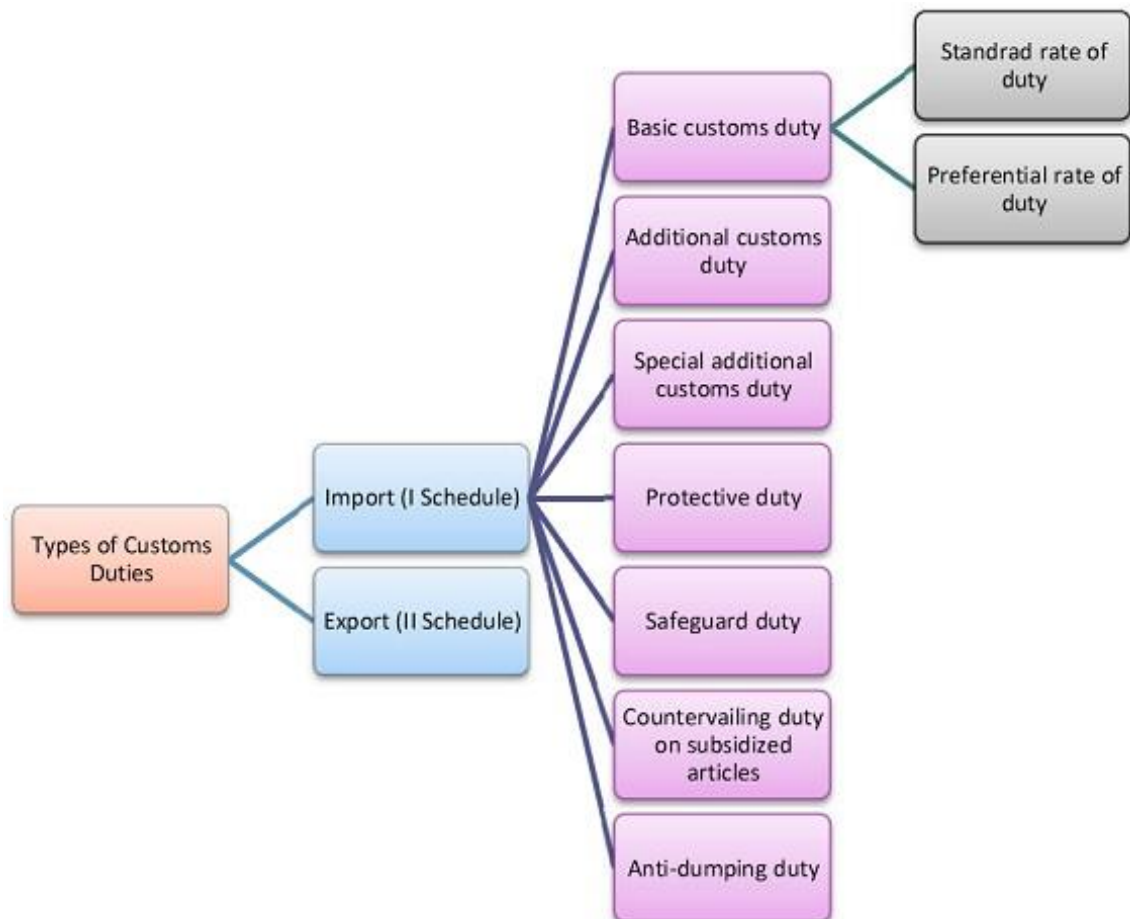 Types of Customs
Duties
Import (I Schedule)
Export (II Schedule)
Basic customs duty
Additional customs
duty
Special additional
customs duty
Protective duty
Safeguard duty
Countervailing duty
on subsidized
articles
Anti-dumping duty
Standrad rate of
duty
Preferential rate of
duty